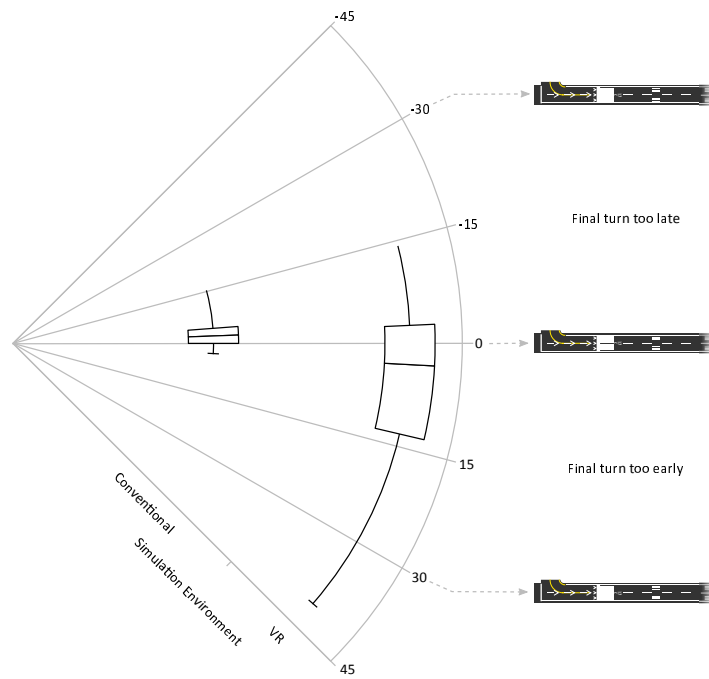 -45
-30
-15
Final turn too late
0
15
Final turn too early
Conventional
Simulation Environment
30
VR
45